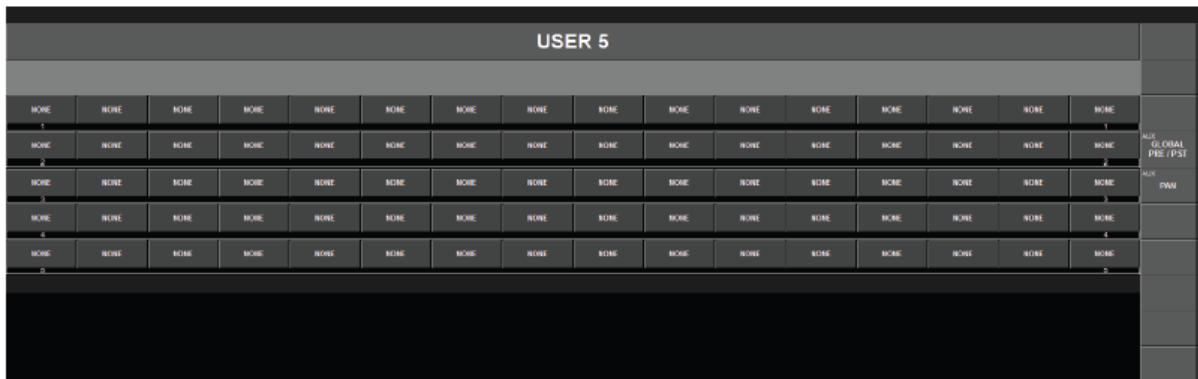 USER 5
NONE NONE NONE NONE NONE NONE NONE NONE NONE NONE NONE NONE NONE NONE NONE NONE
1 1
NONE NONE NONE NONE NONE NONE NONE NONE NONE NONE NONE NONE NONE NONE NONE NONE
2 2
NONE NONE NONE NONE NONE NONE NONE NONE NONE NONE NONE NONE NONE NONE NONE NONE
3 3
NONE NONE NONE NONE NONE NONE NONE NONE NONE NONE NONE NONE NONE NONE NONE NONE
4 4
NONE NONE NONE NONE NONE NONE NONE NONE NONE NONE NONE NONE NONE NONE NONE NONE
5 5
AUX
GLOBAL
PRE / PST
AUX
PAN